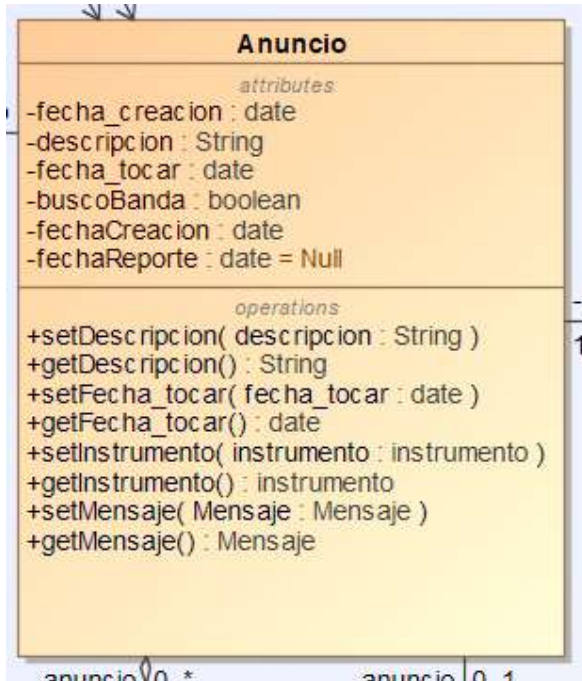 Anuncio
attributes
-fecha_creacion : date
-descripcion : String
-fecha_tocar : date
-buscoBanda : boolean
-fechaCreacion : date
-fechaReporte : date = Null
operations
+setDescripcion( descripcion : String )
+getDescripcion() : String
+setFecha_tocar( fecha_tocar : date )
+getFecha_tocar() : date
+setInstrumento( instrumento : instrumento )
+getInstrumento() : instrumento
+setMensaje( Mensaje : Mensaje )
+getMensaje() : Mensaje
-
1
anuncio 0..* anuncio 0..1